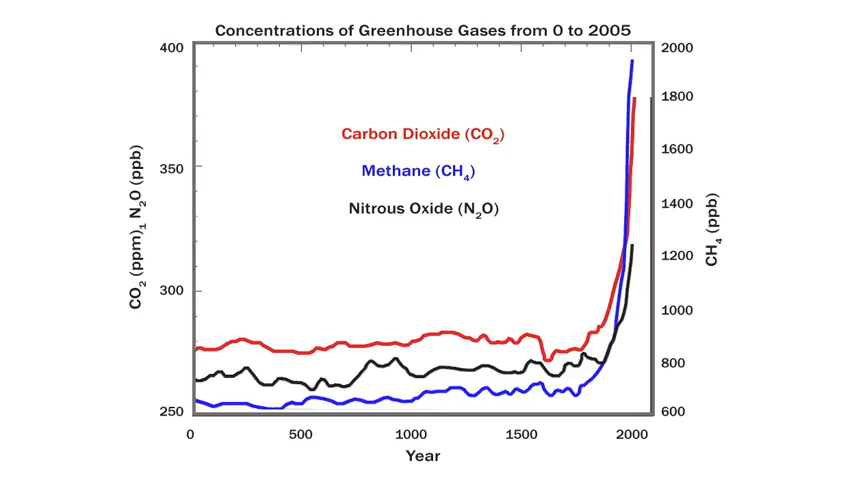 Concentrations of Greenhouse Gases from 0 to 2005
400
350
300
250
CO₂ (ppm)₁ N₂O (ppb)
Carbon Dioxide (CO₂)
Methane (CH₄)
Nitrous Oxide (N₂O)
2000
1800
1600
1400
1200
1000
800
600
CH₄ (ppb)
0 500 1000 1500 2000
Year